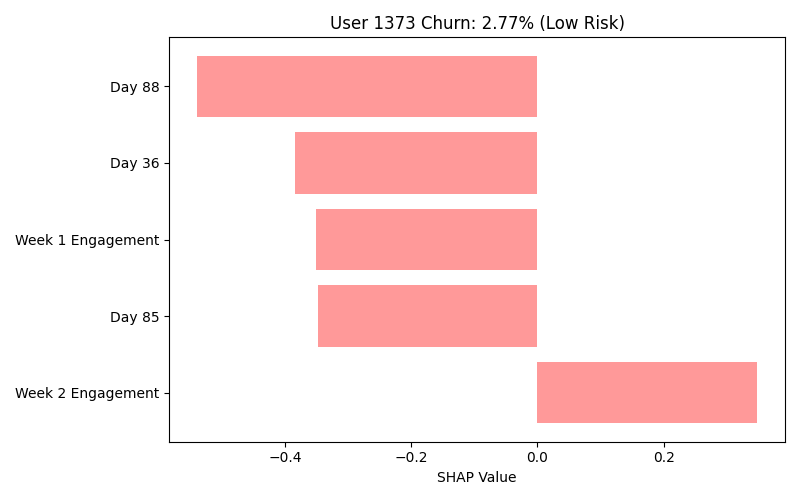 User 1373 Churn: 2.77% (Low Risk)
Day 88
Day 36
Week 1 Engagement
Day 85
Week 2 Engagement
−0.4 −0.2 0.0 0.2
SHAP Value